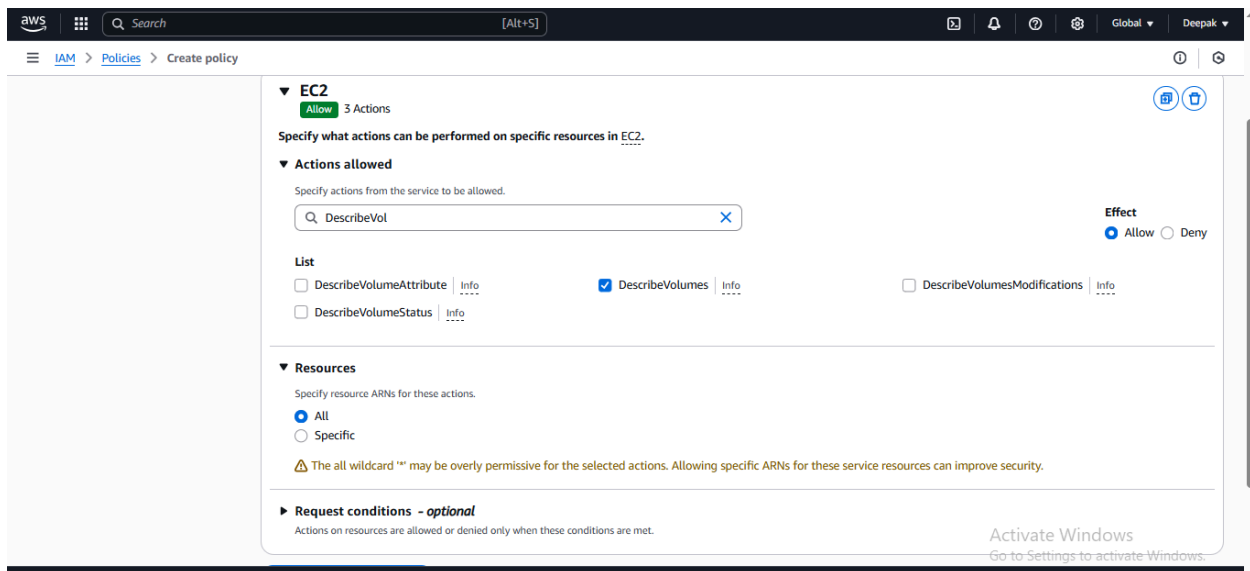 aws Search [Alt+S] Global Deepak
IAM > Policies > Create policy
EC2
Allow 3 Actions
Specify what actions can be performed on specific resources in EC2.
Actions allowed
Specify actions from the service to be allowed.
DescribeVol
Effect
Allow Deny
List
DescribeVolumeAttribute Info DescribeVolumes Info DescribeVolumesModifications Info
DescribeVolumeStatus Info
Resources
Specify resource ARNs for these actions.
All
Specific
The all wildcard '*' may be overly permissive for the selected actions. Allowing specific ARNs for these service resources can improve security.
Request conditions - optional
Actions on resources are allowed or denied only when these conditions are met.
Activate Windows
Go to Settings to activate Windows.